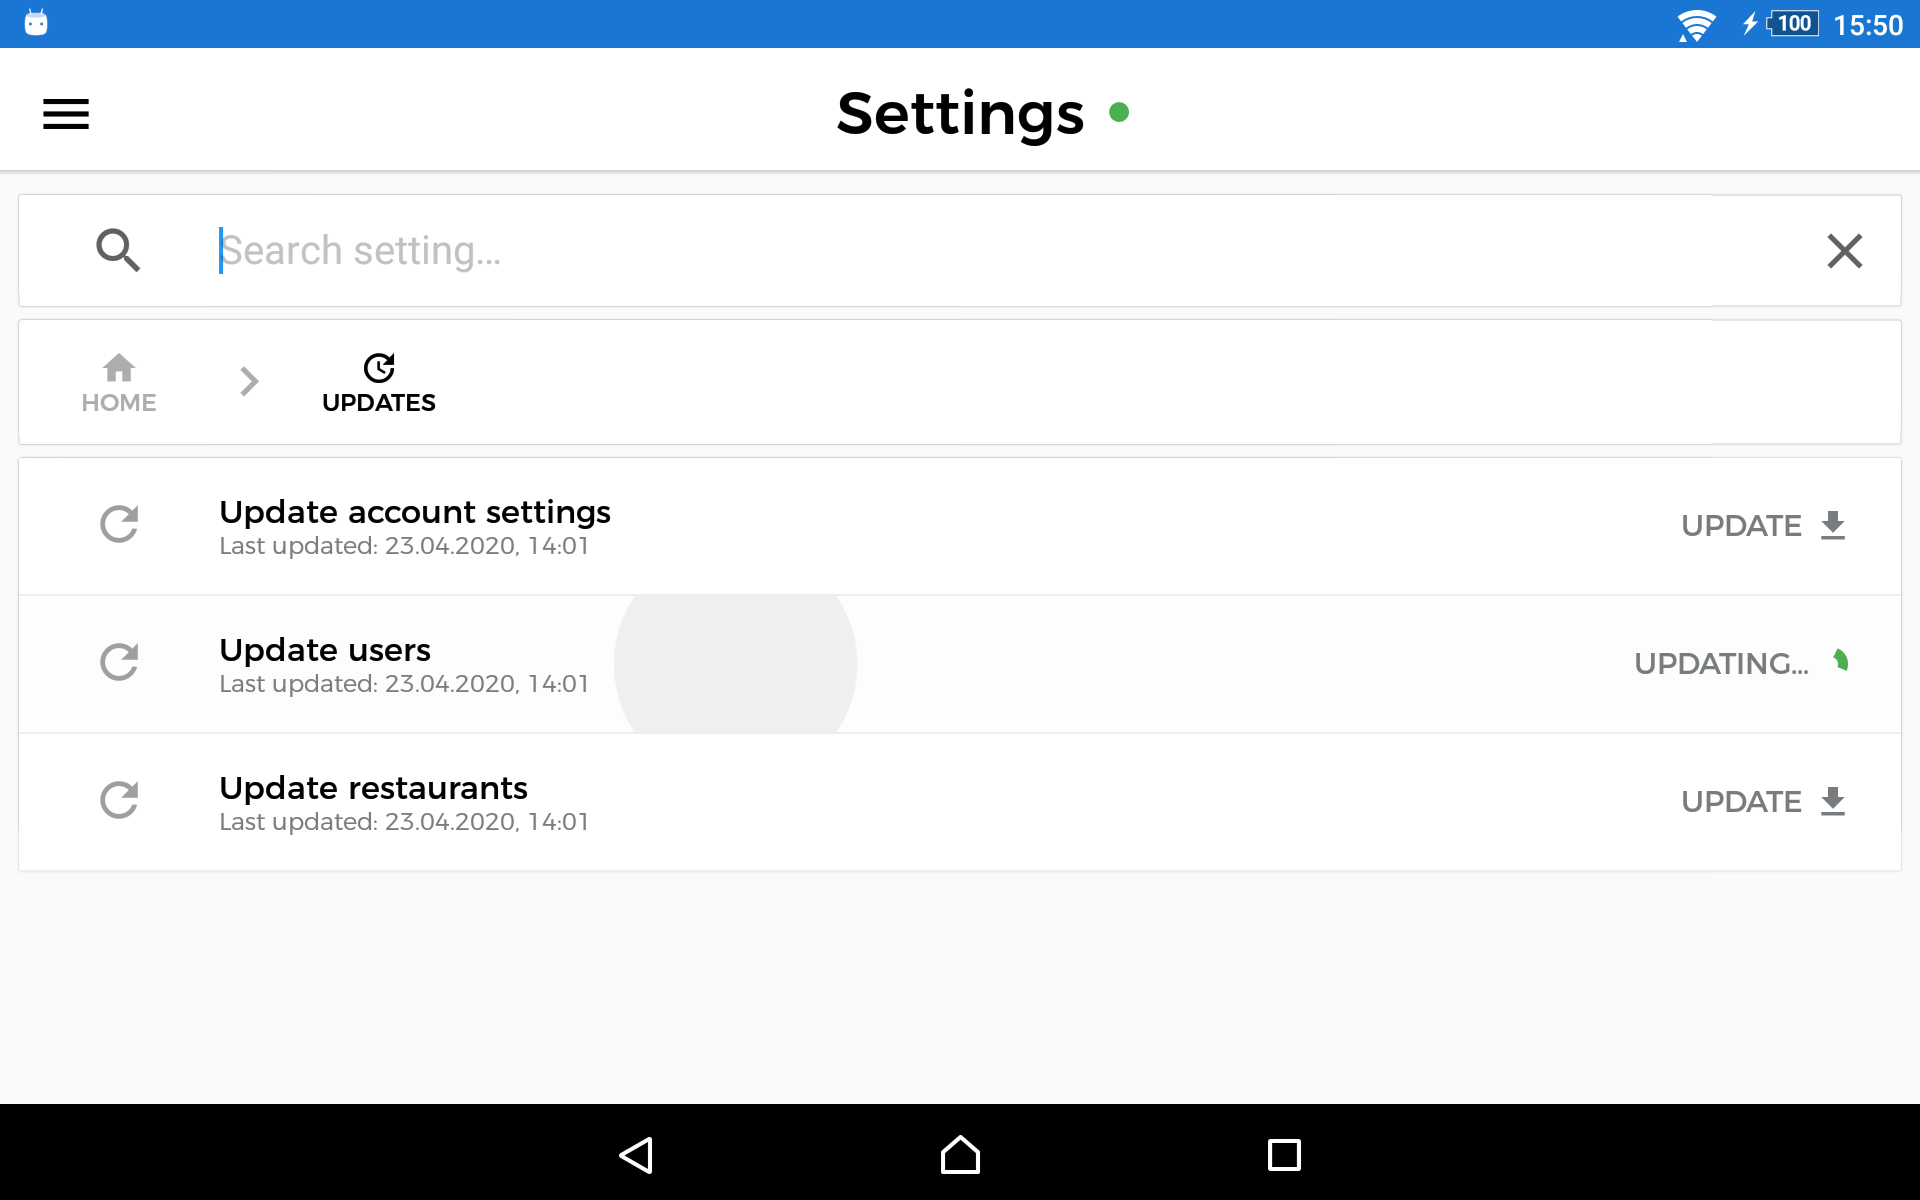 100 15:50
Settings
Search setting...
HOME
UPDATES
Update account settings
Last updated: 23.04.2020, 14:01
UPDATE
Update users
Last updated: 23.04.2020, 14:01
UPDATING...
Update restaurants
Last updated: 23.04.2020, 14:01
UPDATE